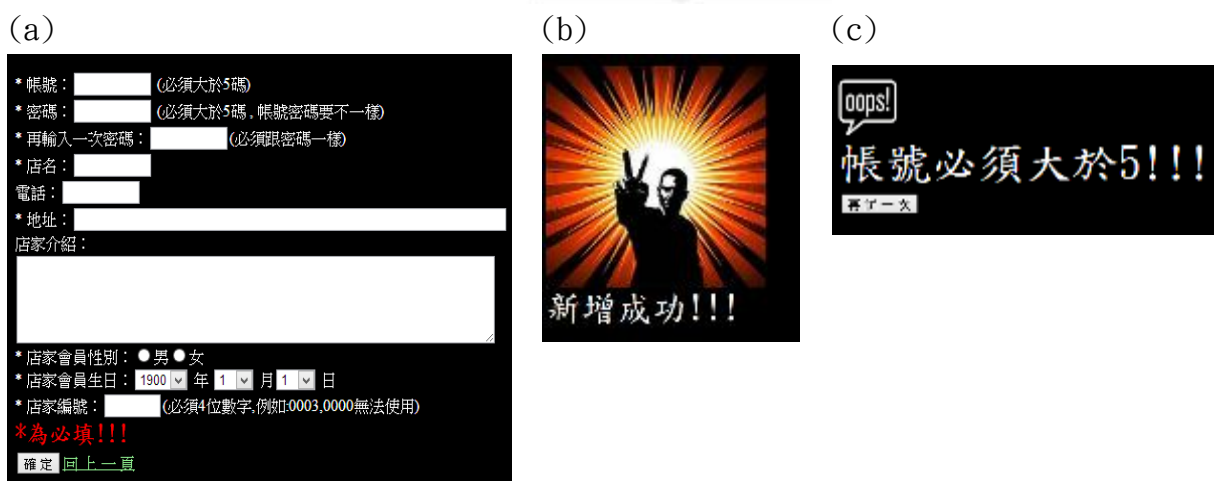 (a)
* 帳號： (必須大於5碼)
* 密碼： (必須大於5碼 , 帳號密碼要不一樣)
* 再輸入一次密碼： (必須跟密碼一樣)
* 店名：
電話：
* 地址：
店家介紹：
* 店家會員性別： 男 女
* 店家會員生日： 1900 年 1 月 1 日
* 店家編號： (必須4位數字,例如:0003,0000無法使用)
*為必填!!!
確定 回上一頁
(b)
新增成功!!!
(c)
oops!
帳號必須大於5!!!
再了一次